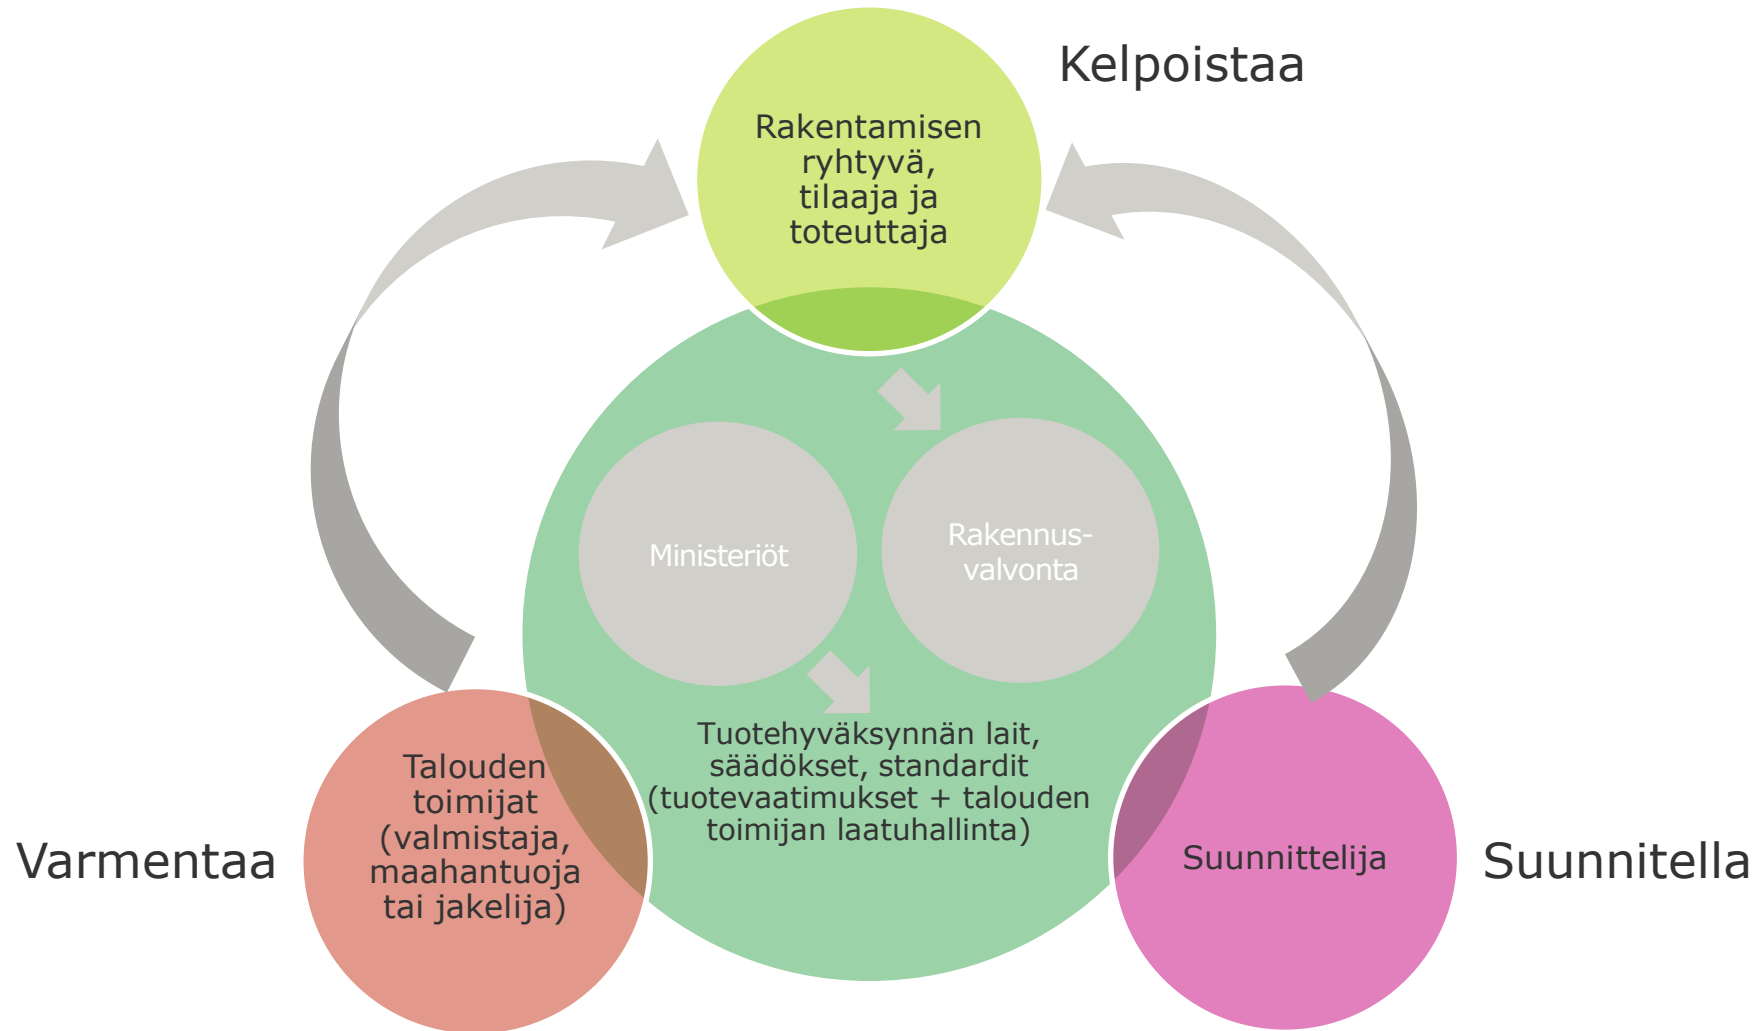 Kelpoistaa
Rakentamisen
ryhtyvä,
tilaaja ja
toteuttaja
Ministeriöt
Rakennus-
valvonta
Tuotehyväksynnän lait,
säädökset, standardit
(tuotevaatimukset + talouden
toimijan laatuhallinta)
Varmentaa
Talouden
toimijat
(valmistaja,
maahantuoja
tai jakelija)
Suunnittelija
Suunnitella